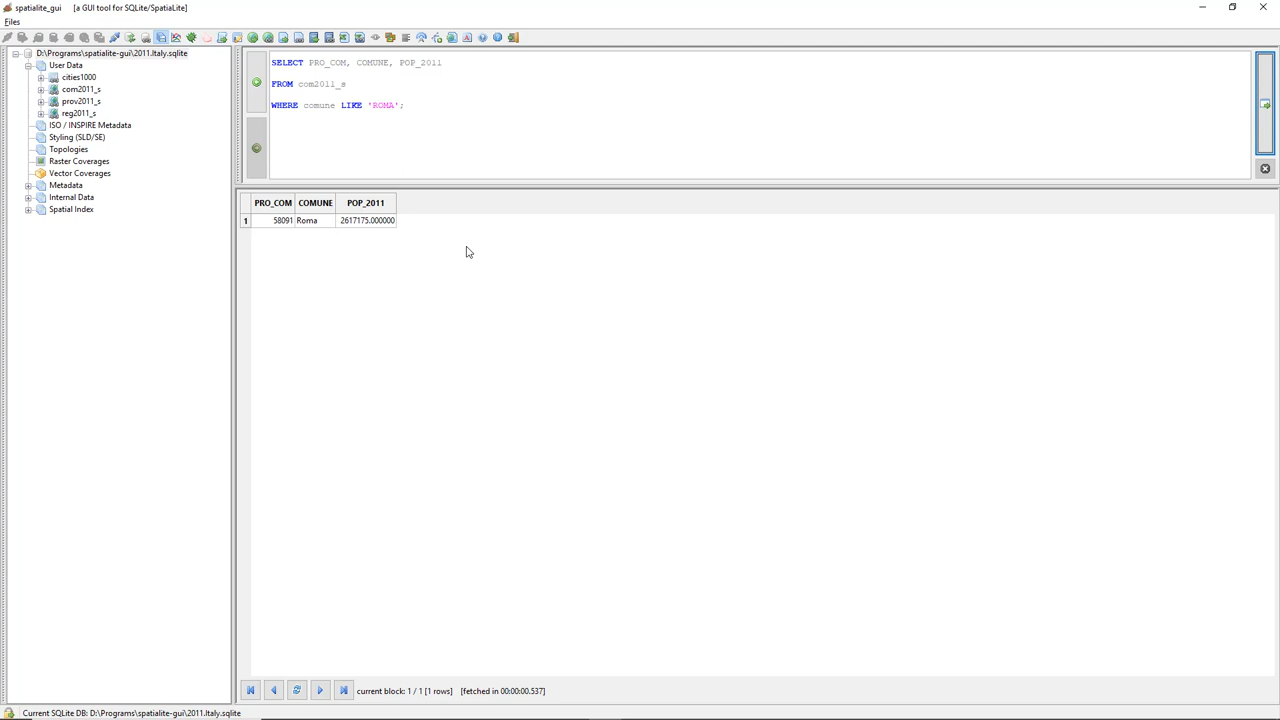 spatialite_gui [a GUI tool for SQLite/SpatiaLite]
Files
D:\Programs\spatialite-gui\2011.Italy.sqlite
User Data
cities1000
com2011_s
prov2011_s
reg2011_s
ISO / INSPIRE Metadata
Styling (SLD/SE)
Topologies
Raster Coverages
Vector Coverages
Metadata
Internal Data
Spatial Index
SELECT PRO_COM, COMUNE, POP_2011
FROM com2011_s
WHERE comune LIKE 'ROMA';
PRO_COM COMUNE POP_2011
1 58091 Roma 2617175.000000
current block: 1 / 1 [1 rows] [fetched in 00:00:00.537]
Current SQLite DB: D:\Programs\spatialite-gui\2011.Italy.sqlite